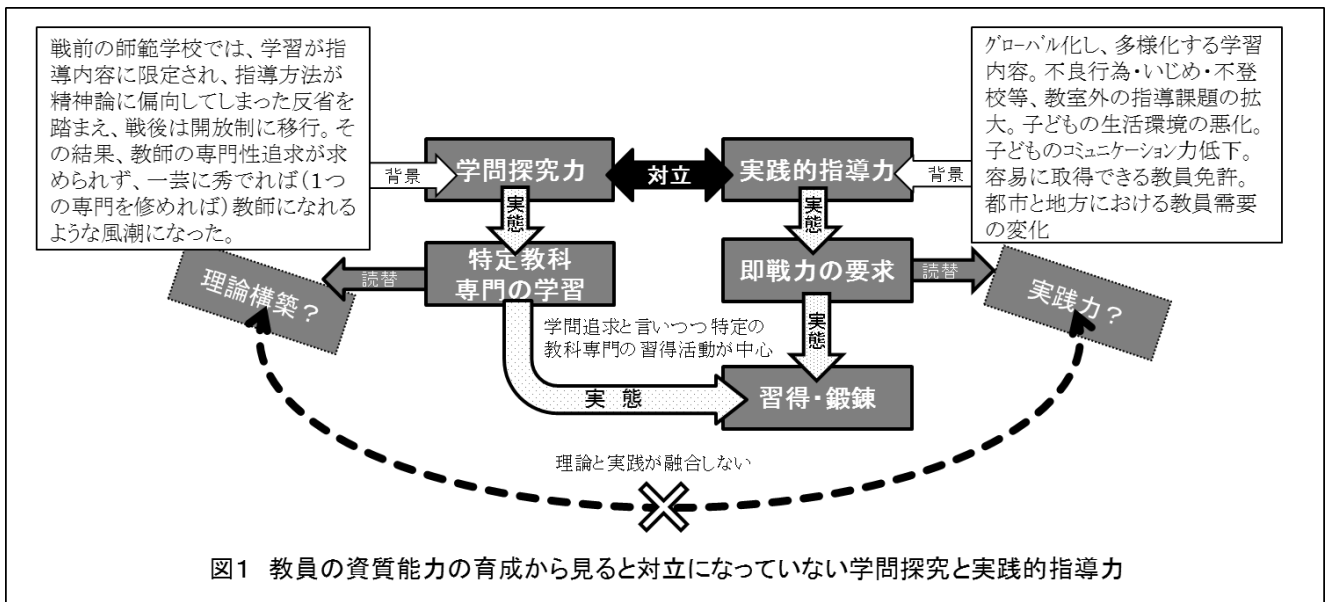 戦前の師範学校では、学習が指
導内容に限定され、指導方法が
精神論に偏向してしまった反省を
踏まえ、戦後は開放制に移行。そ
の結果、教師の専門性追求が求
められず、一芸に秀でれば(1つ
の専門を修めれば)教師になれる
ような風潮になった。
背景
学問探究力
対立
実践的指導力
背景
グローバル化し、多様化する学習
内容。不良行為・いじめ・不登
校等、教室外の指導課題の拡
大。子どもの生活環境の悪化。
子どものコミュニケーション力低下。
容易に取得できる教員免許。
都市と地方における教員需要
の変化
実態
実態
理論構築?
読替
特定教科
専門の学習
即戦力の要求
読替
実践力?
学問追求と言いつつ特定の
教科専門の習得活動が中心
実態
実態
習得・鍛錬
理論と実践が融合しない
図1 教員の資質能力の育成から見ると対立になっていない学問探究と実践的指導力